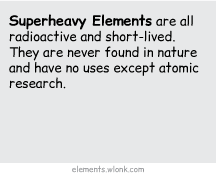 Superheavy Elements are all
radioactive and short-lived.
They are never found in nature
and have no uses except atomic
research.
elements.wlonk.com